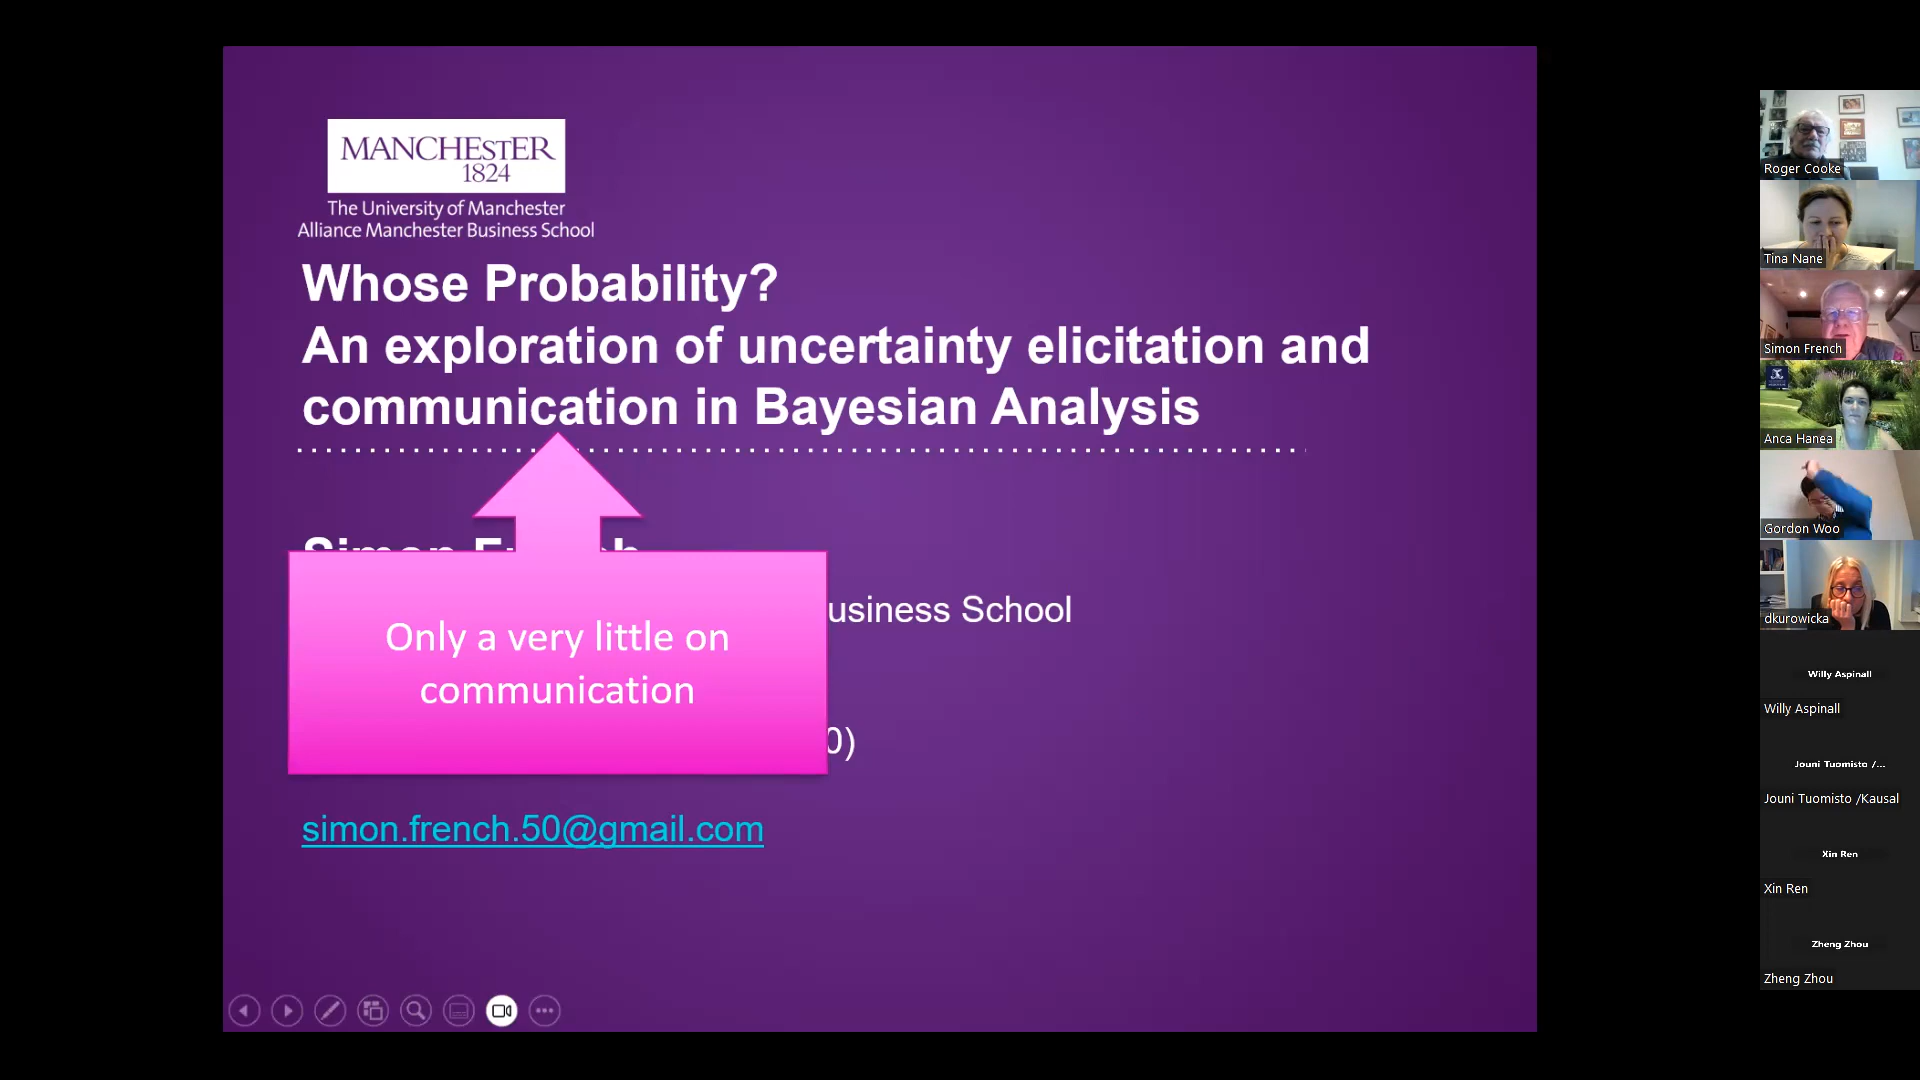 MANCHESTER
1824
The University of Manchester
Alliance Manchester Business School
Whose Probability?
An exploration of uncertainty elicitation and
communication in Bayesian Analysis
Simon French
usiness School
Only a very little on
communication
0)
simon.french.50@gmail.com
Roger Cooke
Tina Nane
Simon French
Anca Hanea
Gordon Woo
dkurowicka
Willy Aspinall
Willy Aspinall
Jouni Tuomisto /...
Jouni Tuomisto /Kausal
Xin Ren
Xin Ren
Zheng Zhou
Zheng Zhou